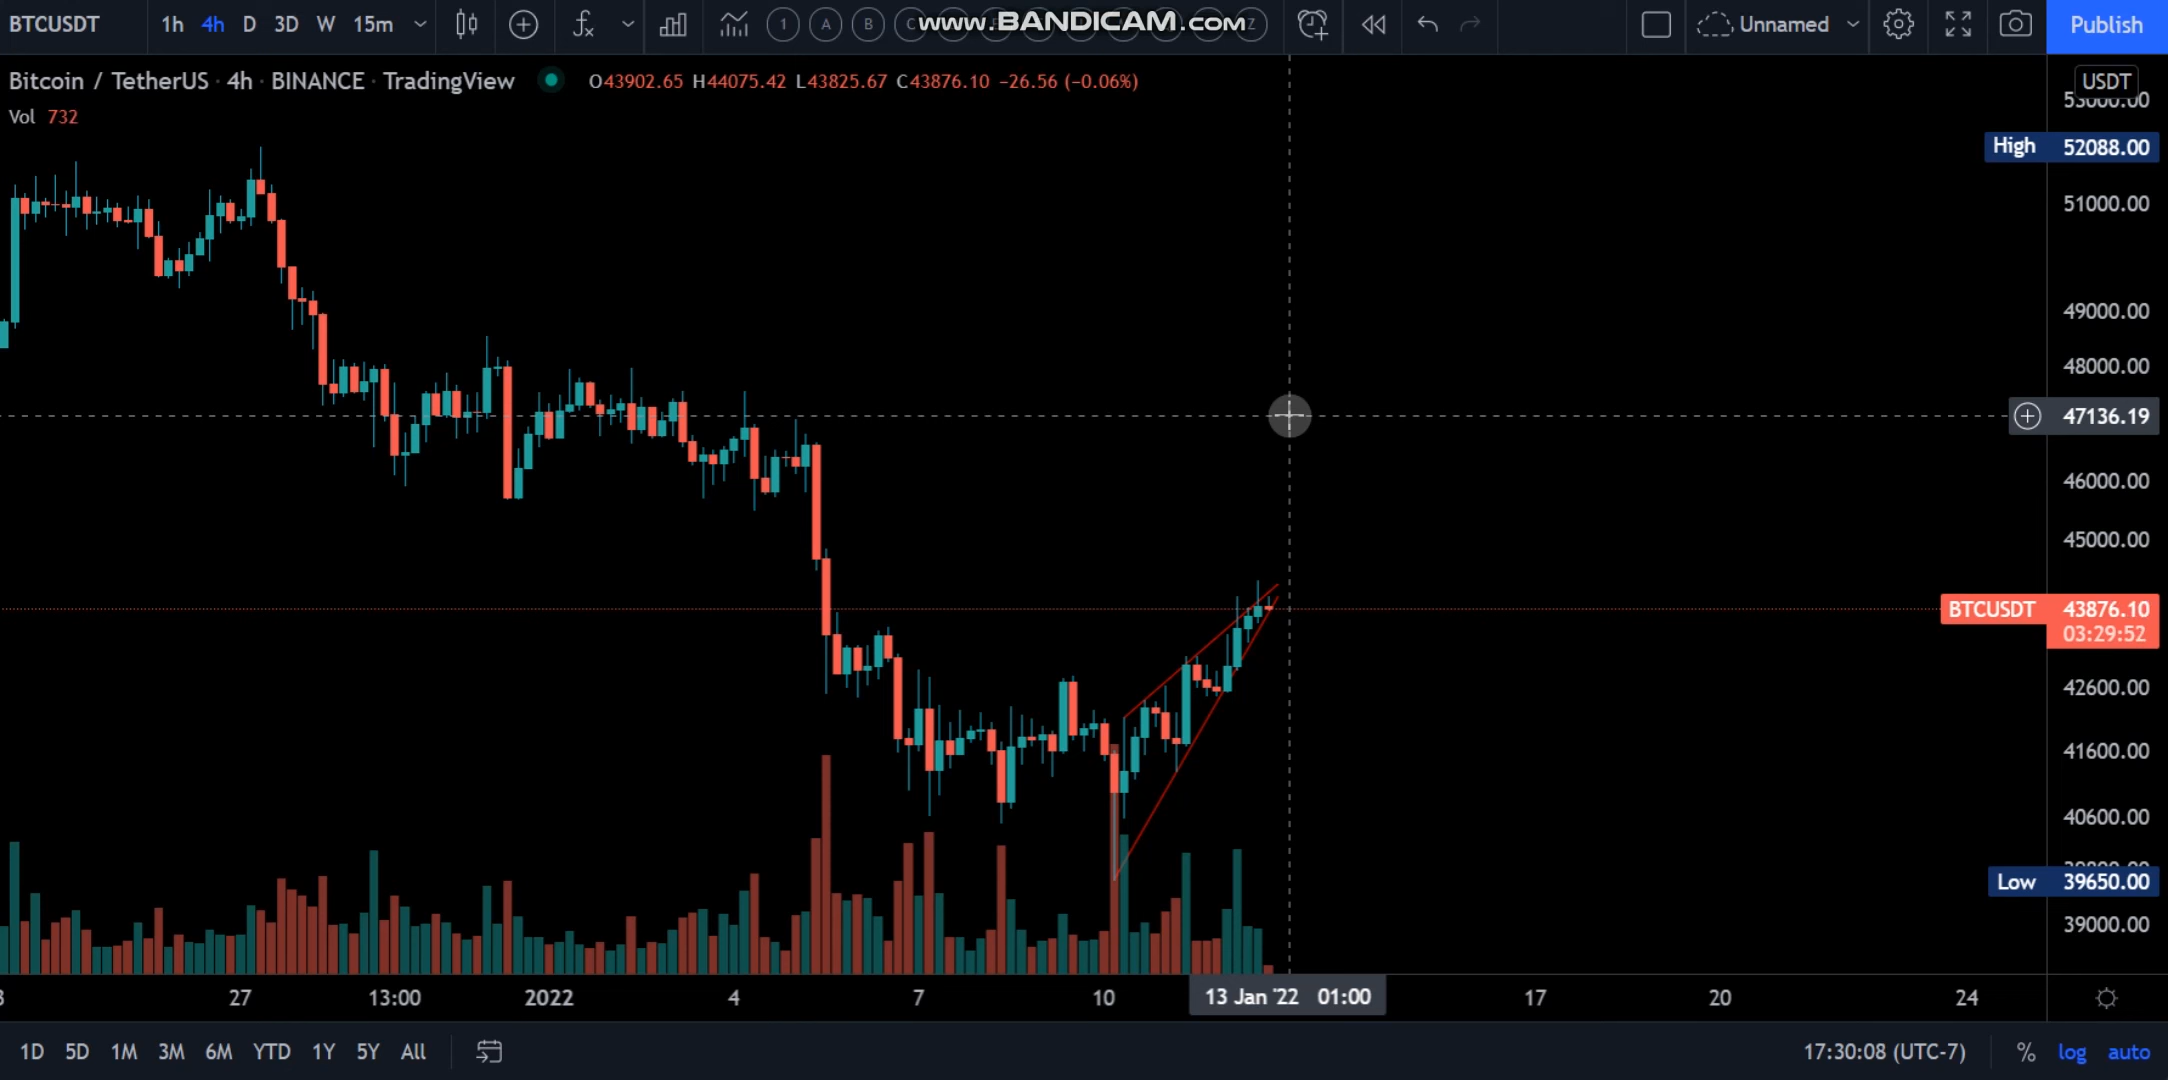 BTCUSDT 1h 4h D 3D W 15m 1 A B C www.BANDICAM.com Z Unnamed Publish
Bitcoin / TetherUS · 4h · BINANCE · TradingView O43902.65 H44075.42 L43825.67 C43876.10 −26.56 (−0.06%)
Vol 732
USDT
53000.00
High 52088.00
51000.00
49000.00
48000.00
47136.19
46000.00
45000.00
BTCUSDT 43876.10
03:29:52
42600.00
41600.00
40600.00
Low 39650.00
39000.00
27 13:00 2022 4 7 10 13 Jan '22 01:00 17 20 24
1D 5D 1M 3M 6M YTD 1Y 5Y All 17:30:08 (UTC-7) % log auto